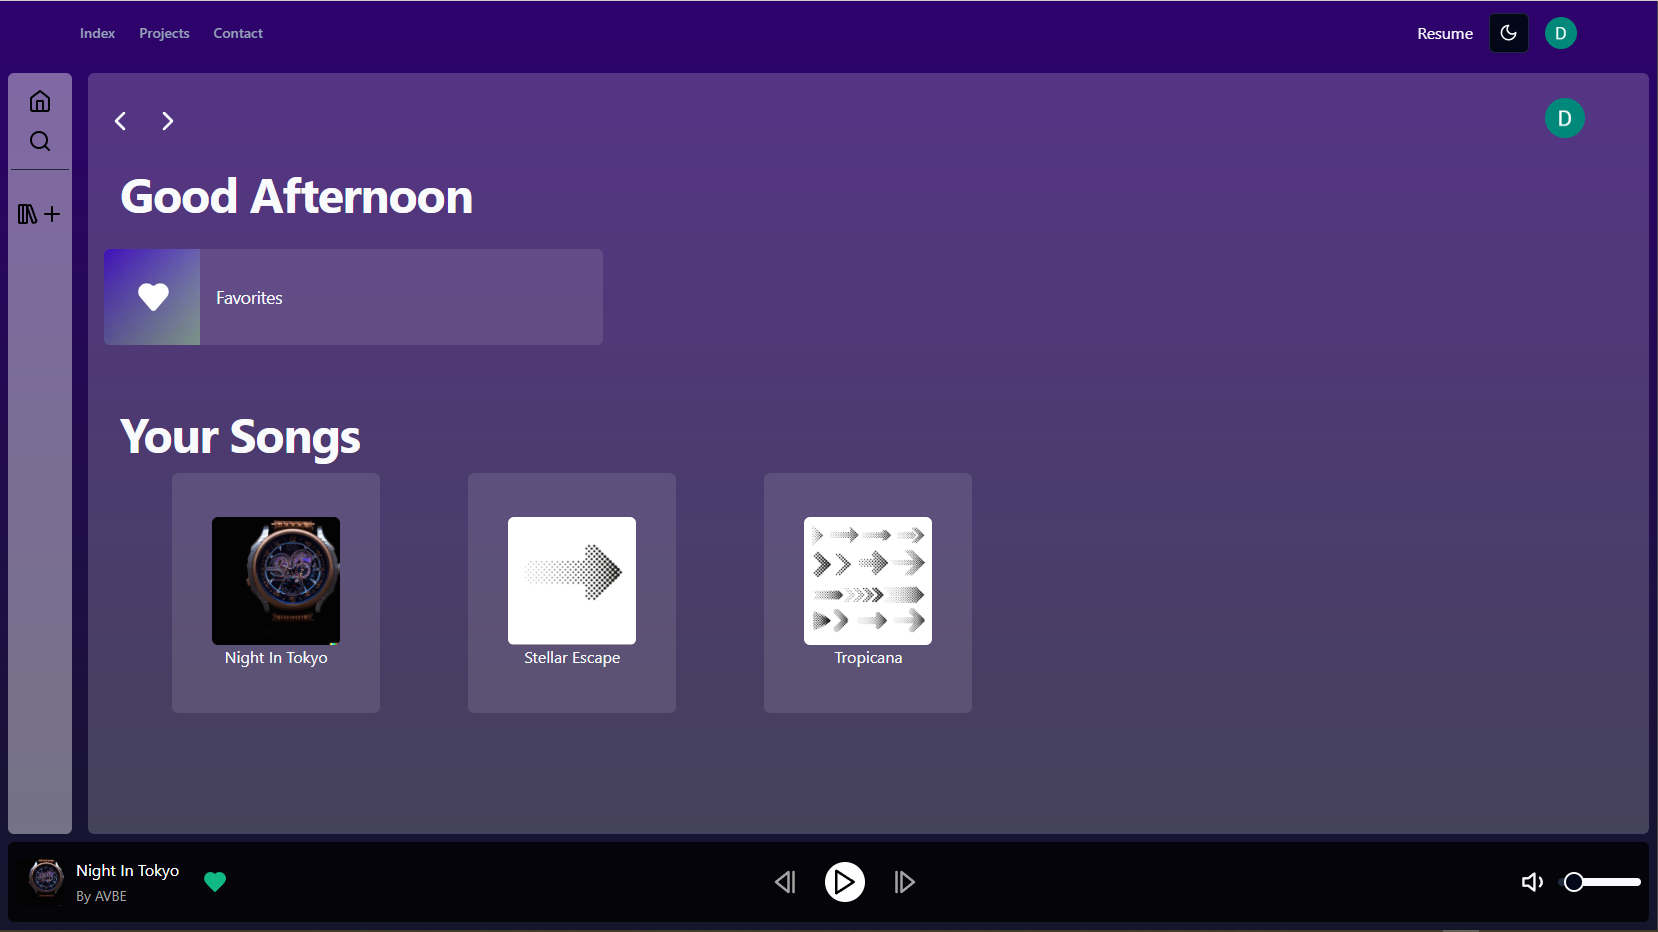 Index
Projects
Contact
Resume
D
D
Good Afternoon
Favorites
Your Songs
Night In Tokyo
Stellar Escape
Tropicana
Night In Tokyo
By AVBE